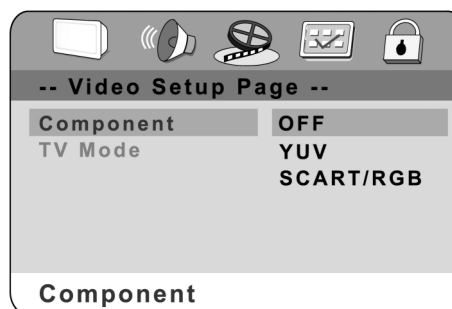 -- Video Setup Page --
Component OFF
TV Mode YUV
SCART/RGB
Component